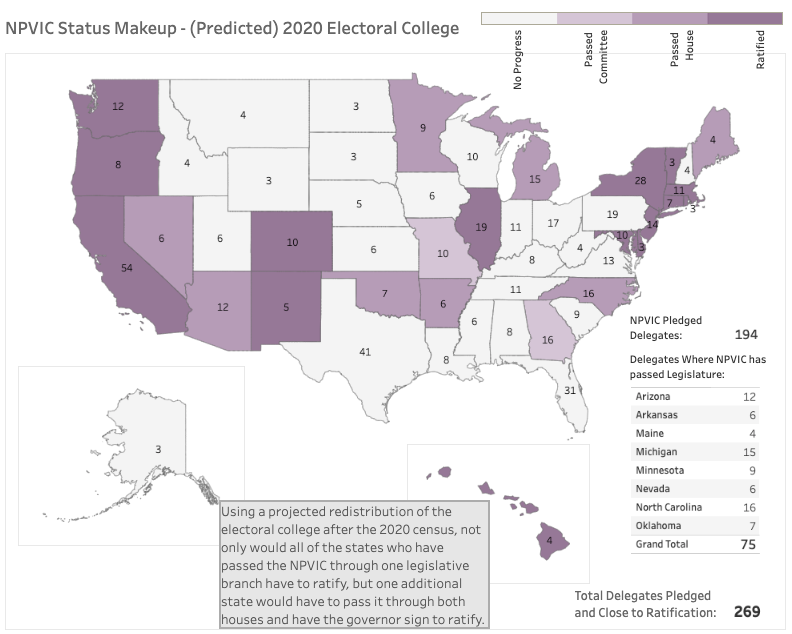 NPVIC Status Makeup - (Predicted) 2020 Electoral College
No Progress
Passed
Committee
Passed
House
Ratified
12
8
54
4
4
3
6
6
12
10
5
3
3
5
6
7
41
9
6
10
6
8
10
19
15
11
17
8
11
6
8
16
31
9
16
13
4
19
28
3
4
4
11
7
3
14
10
3
3
4
NPVIC Pledged
Delegates:
194
Delegates Where NPVIC has
passed Legislature:
Arizona 12
Arkansas 6
Maine 4
Michigan 15
Minnesota 9
Nevada 6
North Carolina 16
Oklahoma 7
Grand Total 75
Using a projected redistribution of the
electoral college after the 2020 census, not
only would all of the states who have
passed the NPVIC through one legislative
branch have to ratify, but one additional
state would have to pass it through both
houses and have the governor sign to ratify.
Total Delegates Pledged
and Close to Ratification: 269